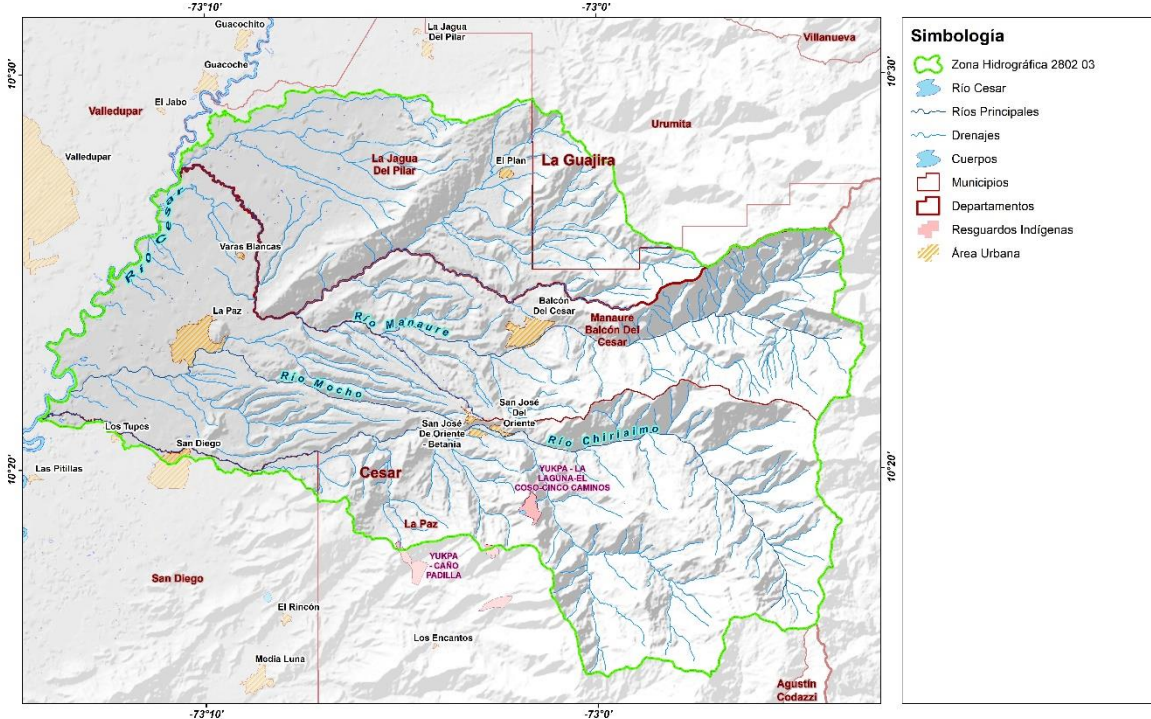 -73°10'
-73°0'
10°30'
10°30'
10°20'
10°20'
-73°10'
-73°0'
Guacochito
Guacoche
El Jabo
Valledupar
Valledupar
La Jagua
Del Pilar
Villanueva
Urumita
La Jagua
Del Pilar
El Plan
La Guajira
Río Cesar
Varas Blancas
La Paz
Río Manaure
Balcón
Del Cesar
Manaure
Balcón Del
Cesar
Río Mocho
San José
Del
Oriente
San José
De Oriente
- Betania
Río Chiriaimo
Los Tupes
San Diego
Las Pitillas
Cesar
YUKPA - LA
LAGUNA-EL
COSO-CINCO CAMINOS
La Paz
YUKPA
- CAÑO
PADILLA
San Diego
El Rincón
Los Encantos
Media Luna
Agustín
Codazzi
Simbología
Zona Hidrográfica 2802 03
Río Cesar
Ríos Principales
Drenajes
Cuerpos
Municipios
Departamentos
Resguardos Indígenas
Área Urbana